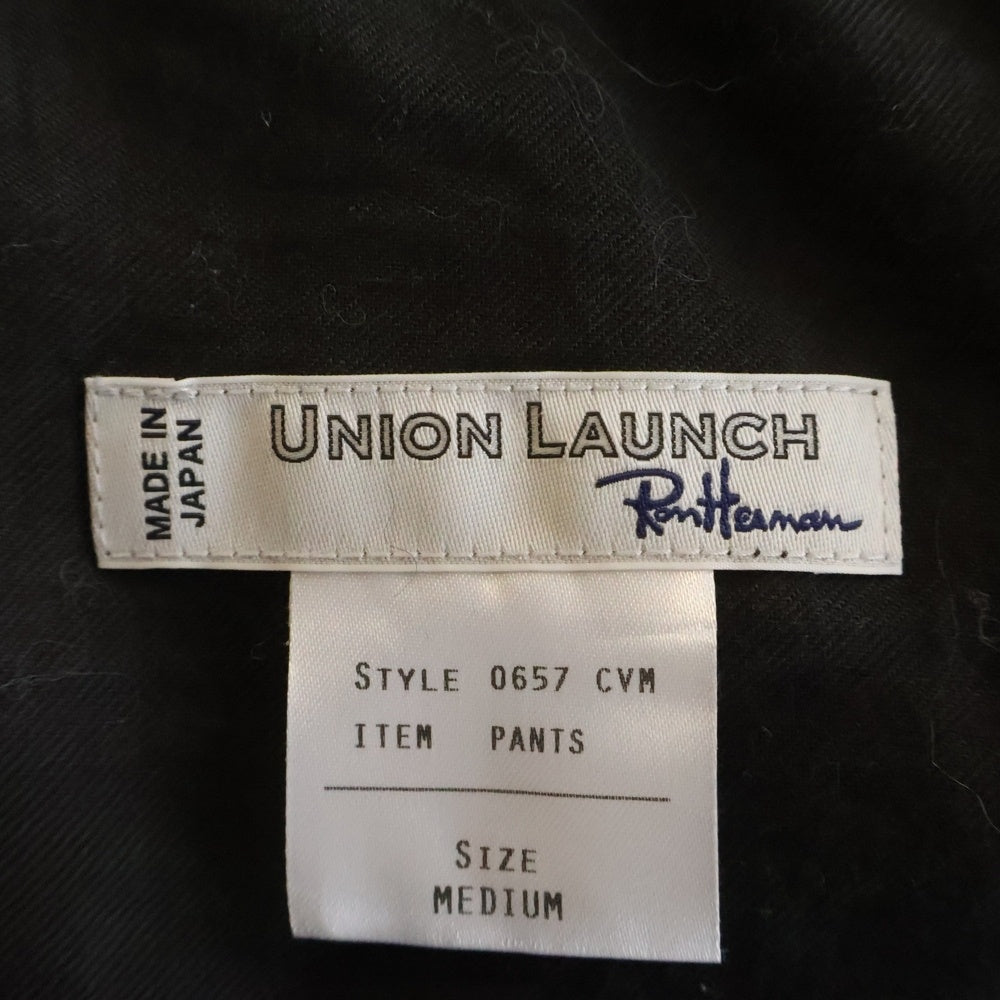 MADE IN
JAPAN
UNION LAUNCH
Ron Herman
STYLE 0657 CVM
ITEM PANTS
SIZE
MEDIUM